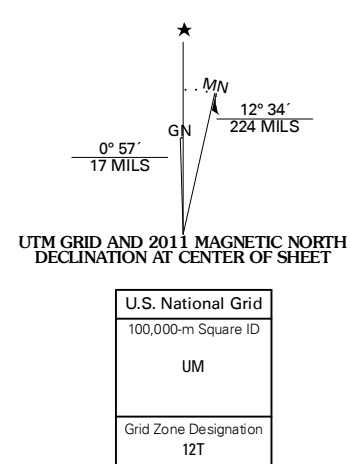 MN
12° 34´
224 MILS
GN
0° 57´
17 MILS
UTM GRID AND 2011 MAGNETIC NORTH
DECLINATION AT CENTER OF SHEET
U.S. National Grid
100,000-m Square ID
UM
Grid Zone Designation
12T